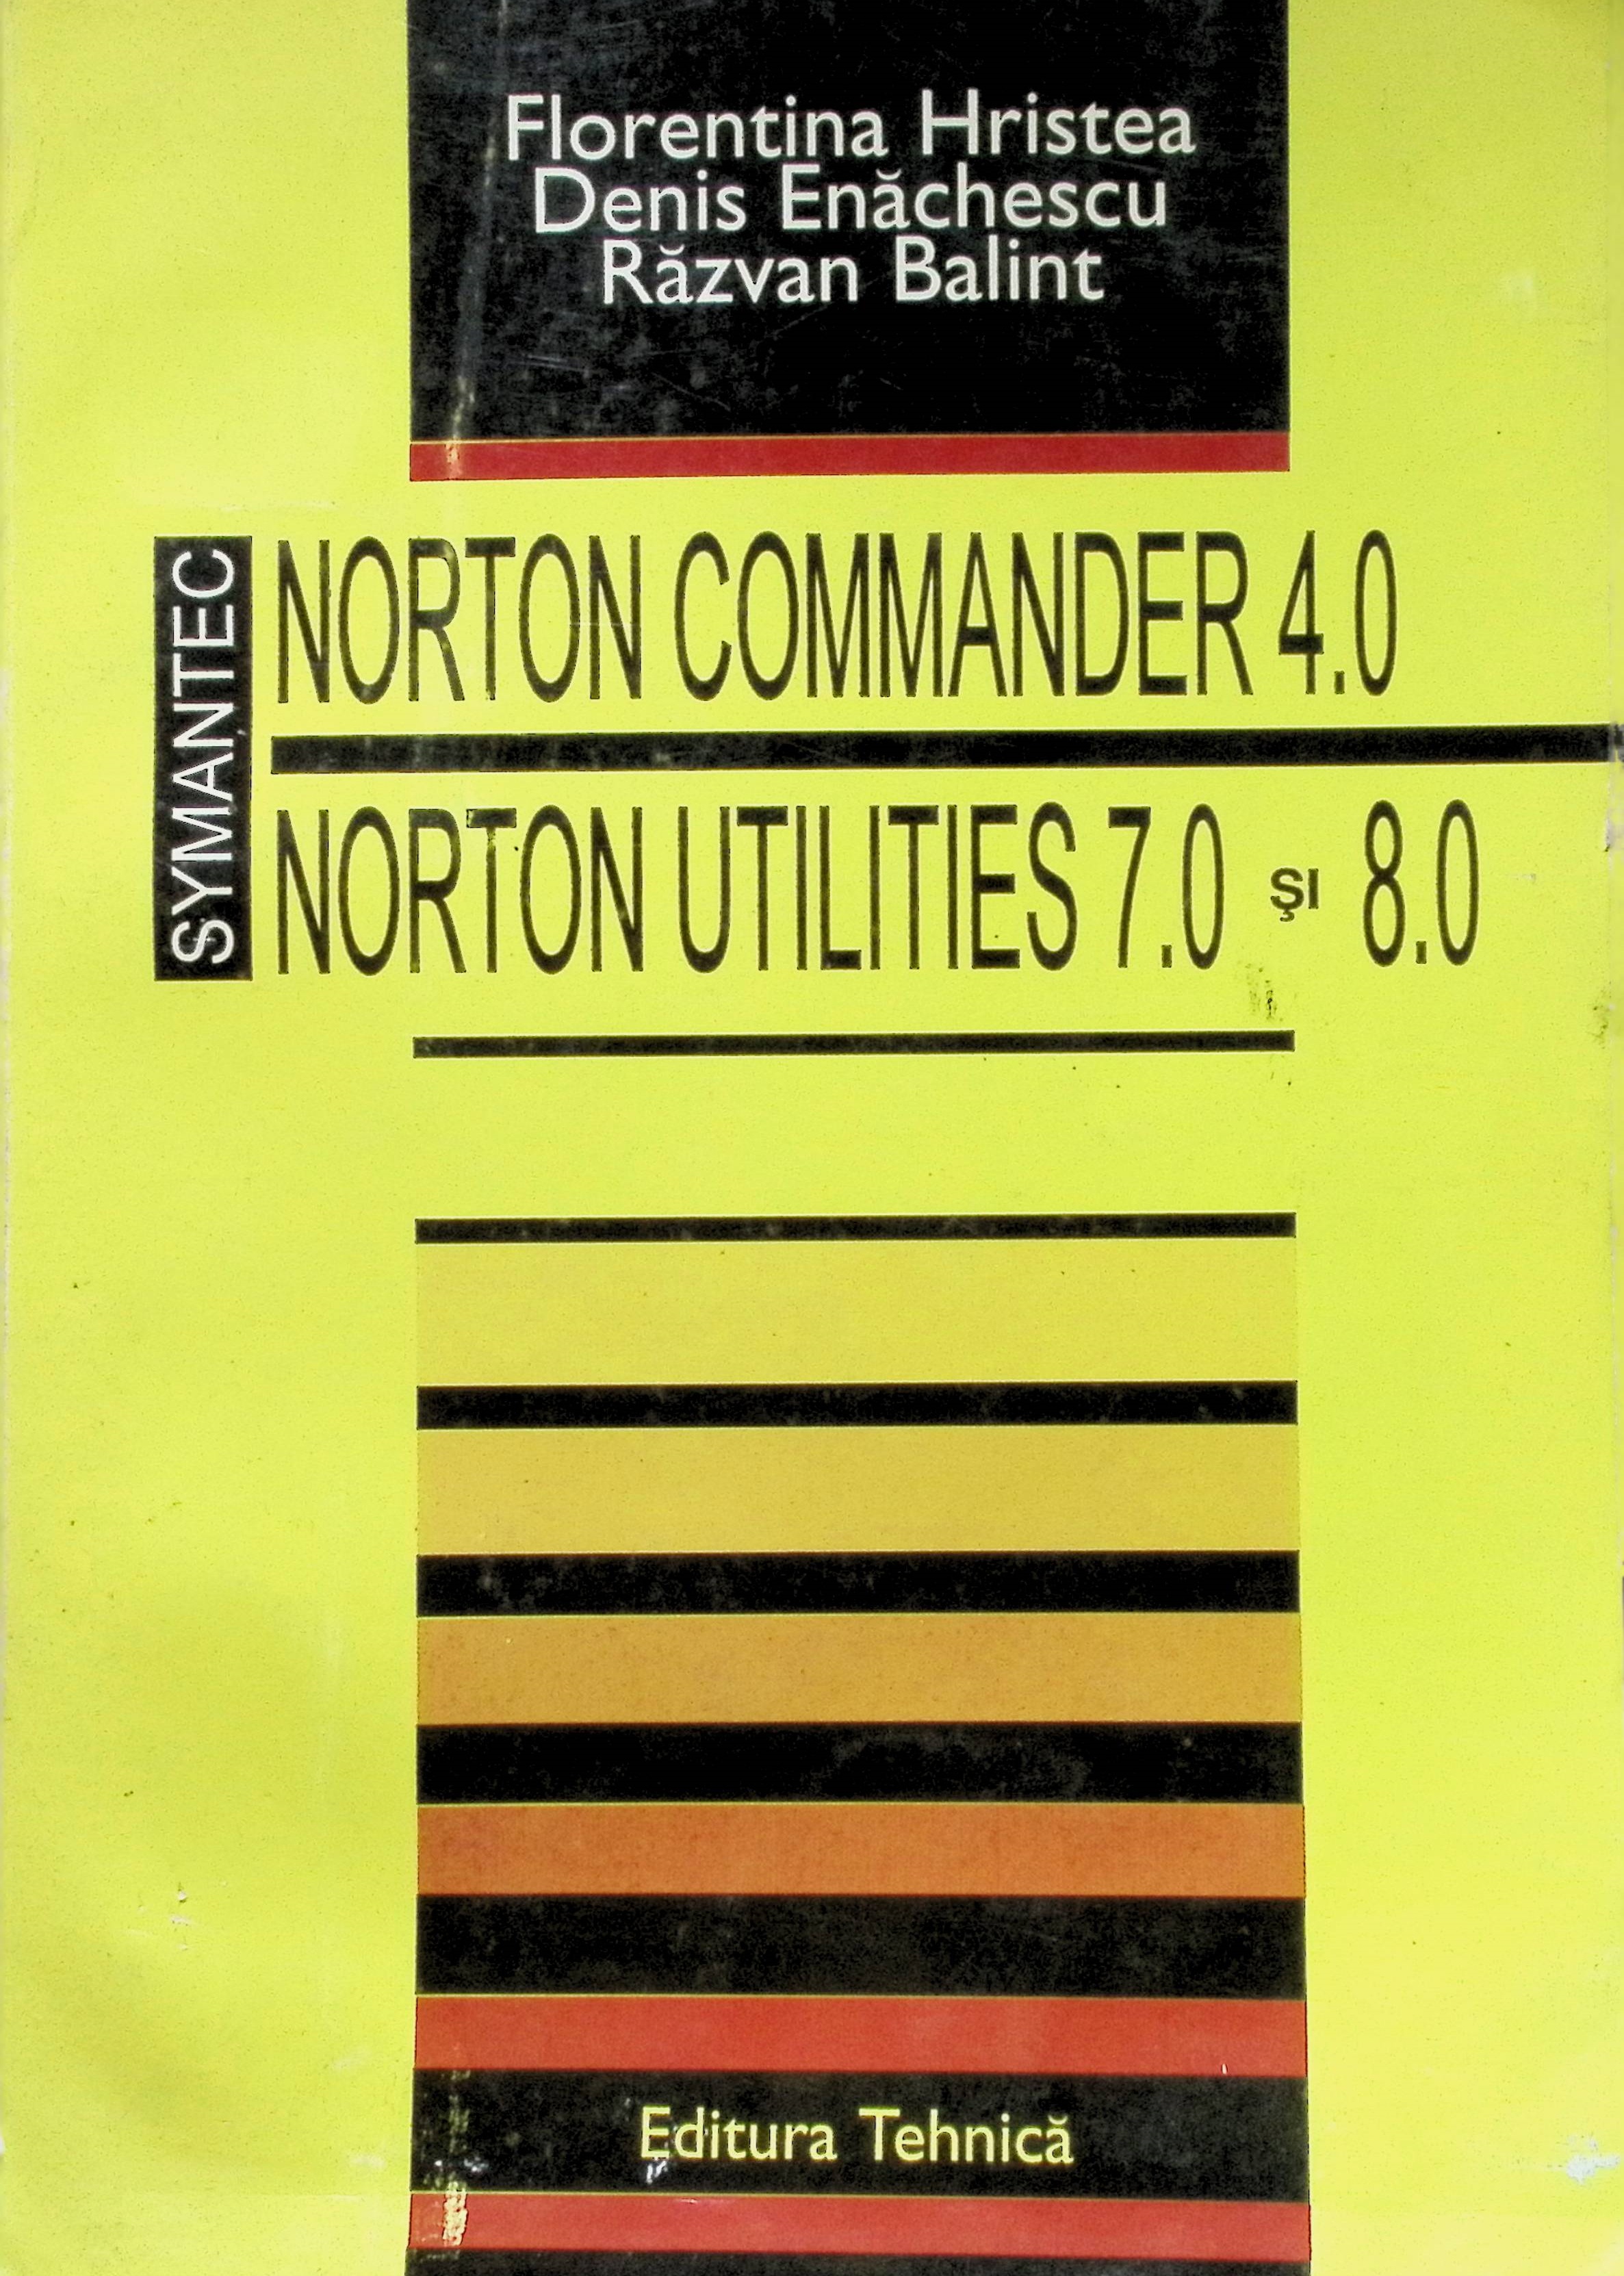 Florentina Hristea
Denis Enăchescu
Răzvan Balint
SYMANTEC
NORTON COMMANDER 4.0
NORTON UTILITIES 7.0 ŞI 8.0
Editura Tehnică